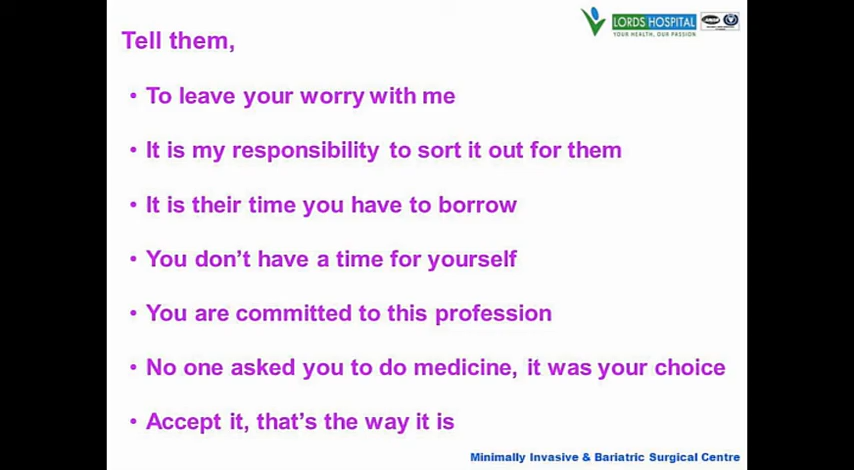 LORDS HOSPITAL
YOUR HEALTH, OUR PASSION
Tell them,
• To leave your worry with me
• It is my responsibility to sort it out for them
• It is their time you have to borrow
• You don't have a time for yourself
• You are committed to this profession
• No one asked you to do medicine, it was your choice
• Accept it, that's the way it is
Minimally Invasive & Bariatric Surgical Centre